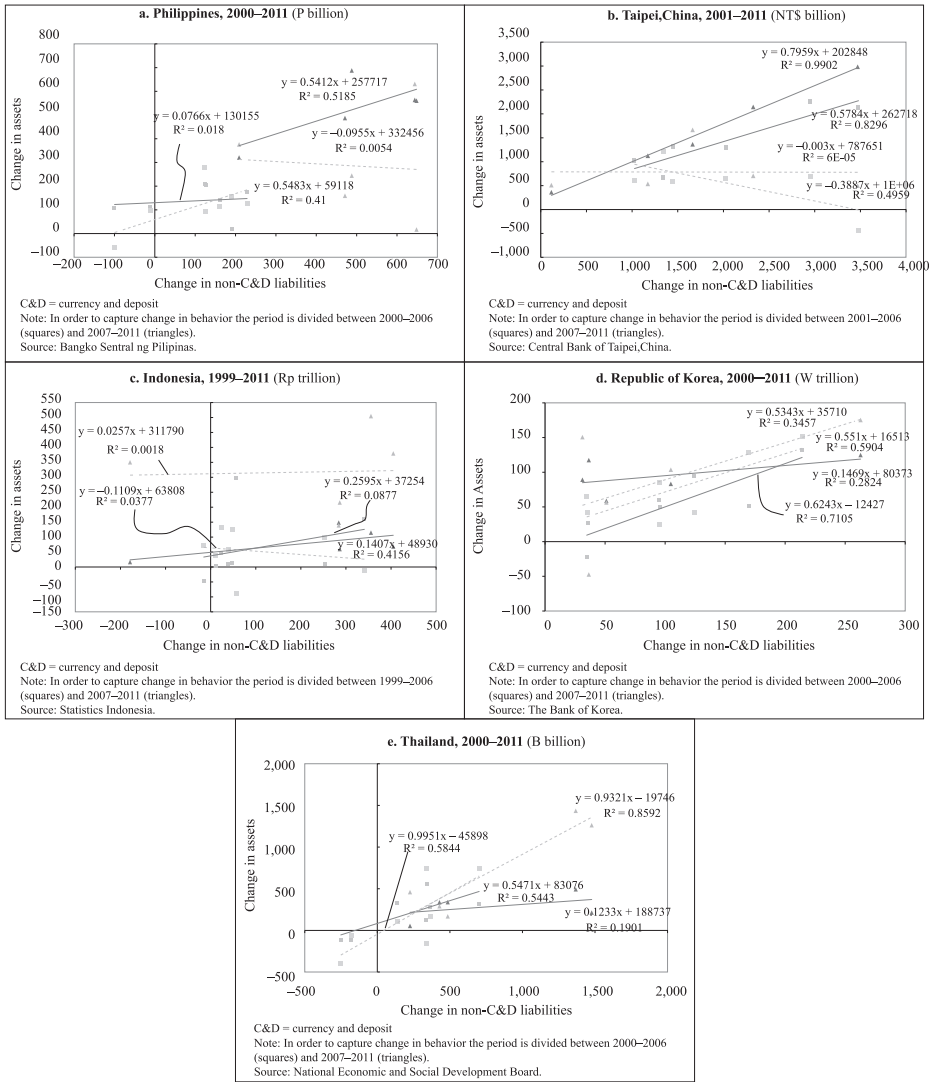 a. Philippines, 2000–2011 (P billion)
800
700
600
500
400
300
200
100
0
–100
Change in assets
y = 0.5412x + 257717
R² = 0.5185
y = 0.0766x + 130155
R² = 0.018
y = –0.0955x + 332456
R² = 0.0054
y = 0.5483x + 59118
R² = 0.41
–200
–100
0
100
200
300
400
500
600
700
Change in non-C&D liabilities
C&D = currency and deposit
Note: In order to capture change in behavior the period is divided between 2000–2006
(squares) and 2007–2011 (triangles).
Source: Bangko Sentral ng Pilipinas.
b. Taipei,China, 2001–2011 (NT$ billion)
3,500
3,000
2,500
2,000
1,500
1,000
500
0
–500
–1,000
Change in assets
y = 0.7959x + 202848
R² = 0.9902
y = 0.5784x + 262718
R² = 0.8296
y = –0.003x + 787651
R² = 6E-05
y = –0.3887x + 1E+06
R² = 0.4959
0
500
1,000
1,500
2,000
2,500
3,000
3,500
4,000
Change in non-C&D liabilities
C&D = currency and deposit
Note: In order to capture change in behavior the period is divided between 2001–2006
(squares) and 2007–2011 (triangles).
Source: Central Bank of Taipei,China.
c. Indonesia, 1999–2011 (Rp trillion)
550
500
450
400
350
300
250
200
150
100
50
0
–50
–100
–150
Change in assets
y = 0.0257x + 311790
R² = 0.0018
y = –0.1109x + 63808
R² = 0.0377
y = 0.2595x + 37254
R² = 0.0877
y = 0.1407x + 48930
R² = 0.4156
–300
–200
–100
0
100
200
300
400
500
Change in non-C&D liabilities
C&D = currency and deposit
Note: In order to capture change in behavior the period is divided between 1999–2006
(squares) and 2007–2011 (triangles).
Source: Statistics Indonesia.
d. Republic of Korea, 2000–2011 (W trillion)
200
150
100
50
0
–50
–100
Change in Assets
y = 0.5343x + 35710
R² = 0.3457
y = 0.551x + 16513
R² = 0.5904
y = 0.1469x + 80373
R² = 0.2824
y = 0.6243x – 12427
R² = 0.7105
0
50
100
150
200
250
300
Change in non-C&D liabilities
C&D = currency and deposit
Note: In order to capture change in behavior the period is divided between 2000–2006
(squares) and 2007–2011 (triangles).
Source: The Bank of Korea.
e. Thailand, 2000–2011 (B billion)
2,000
1,500
1,000
500
0
–500
Change in assets
y = 0.9321x – 19746
R² = 0.8592
y = 0.9951x – 45898
R² = 0.5844
y = 0.5471x + 83076
R² = 0.5443
y = 0.1233x + 188737
R² = 0.1901
–500
0
500
1,000
1,500
2,000
Change in non-C&D liabilities
C&D = currency and deposit
Note: In order to capture change in behavior the period is divided between 2000–2006
(squares) and 2007–2011 (triangles).
Source: National Economic and Social Development Board.